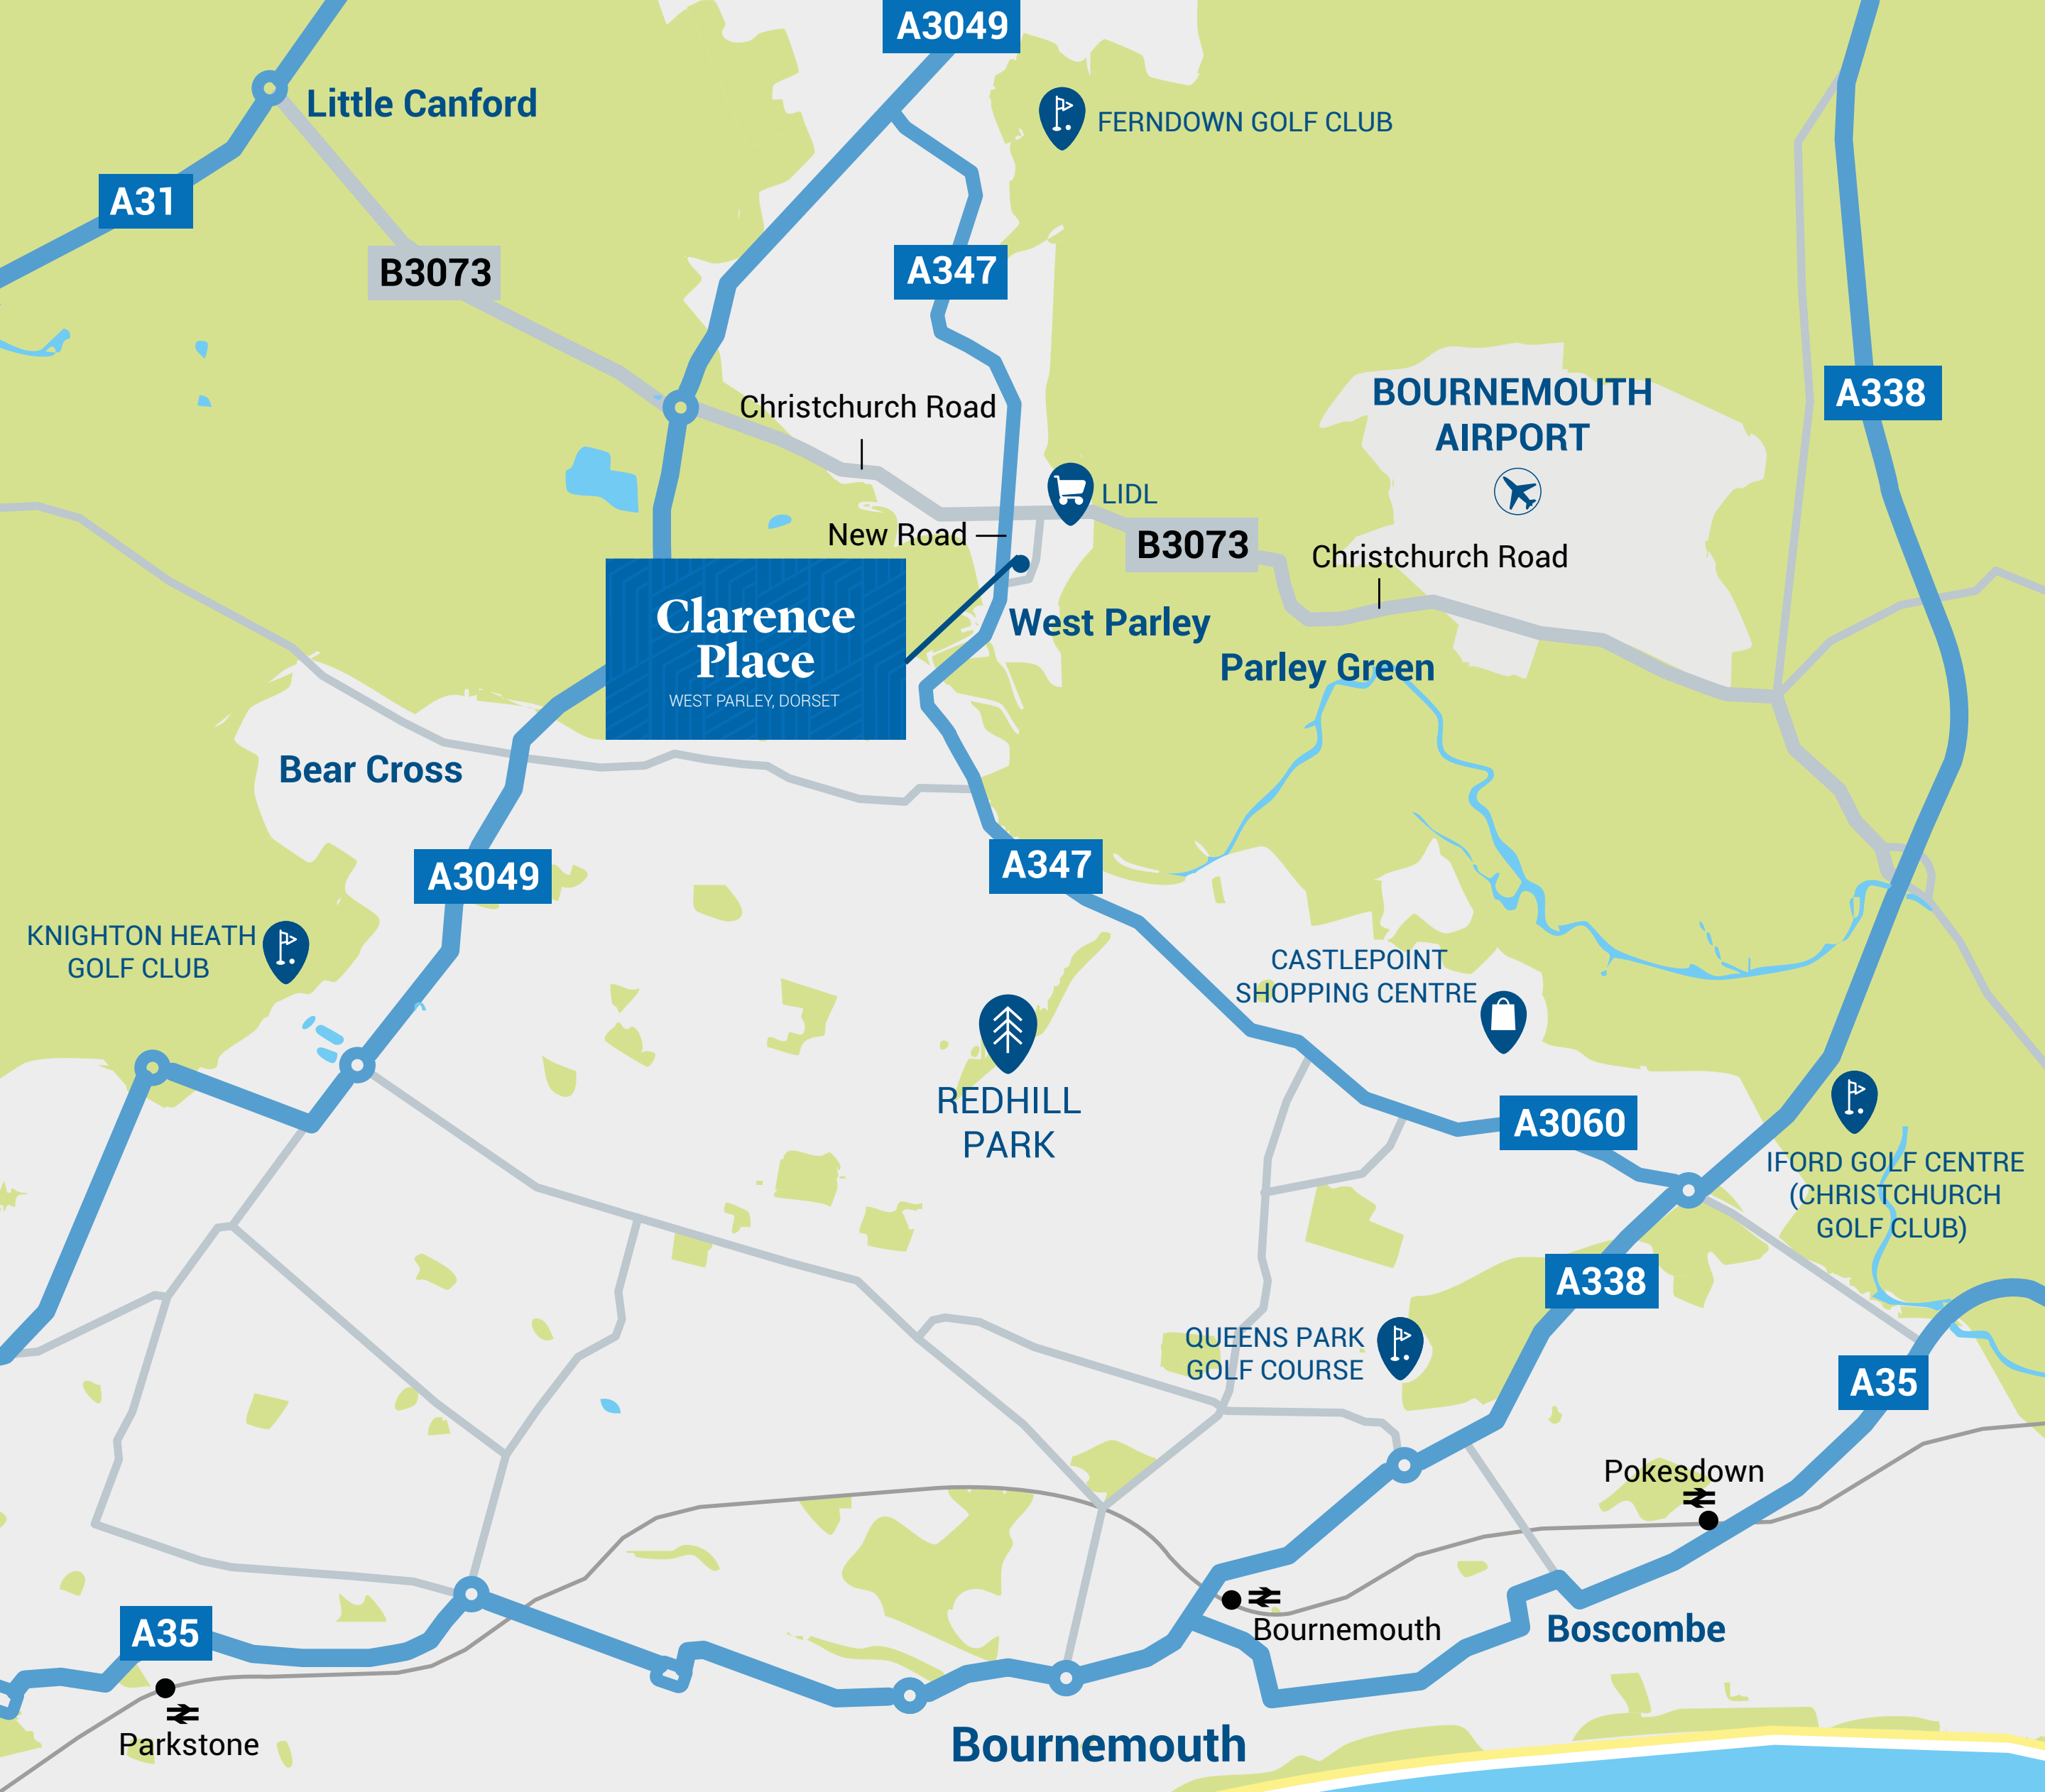 A3049
Little Canford
FERNDOWN GOLF CLUB
A31
B3073
A347
BOURNEMOUTH
AIRPORT
A338
Christchurch Road
LIDL
New Road
B3073
Christchurch Road
Clarence
Place
WEST PARLEY, DORSET
West Parley
Parley Green
Bear Cross
A3049
A347
KNIGHTON HEATH
GOLF CLUB
CASTLEPOINT
SHOPPING CENTRE
REDHILL
PARK
A3060
IFORD GOLF CENTRE
(CHRISTCHURCH
GOLF CLUB)
A338
QUEENS PARK
GOLF COURSE
A35
Pokesdown
A35
Bournemouth
Boscombe
Parkstone
Bournemouth